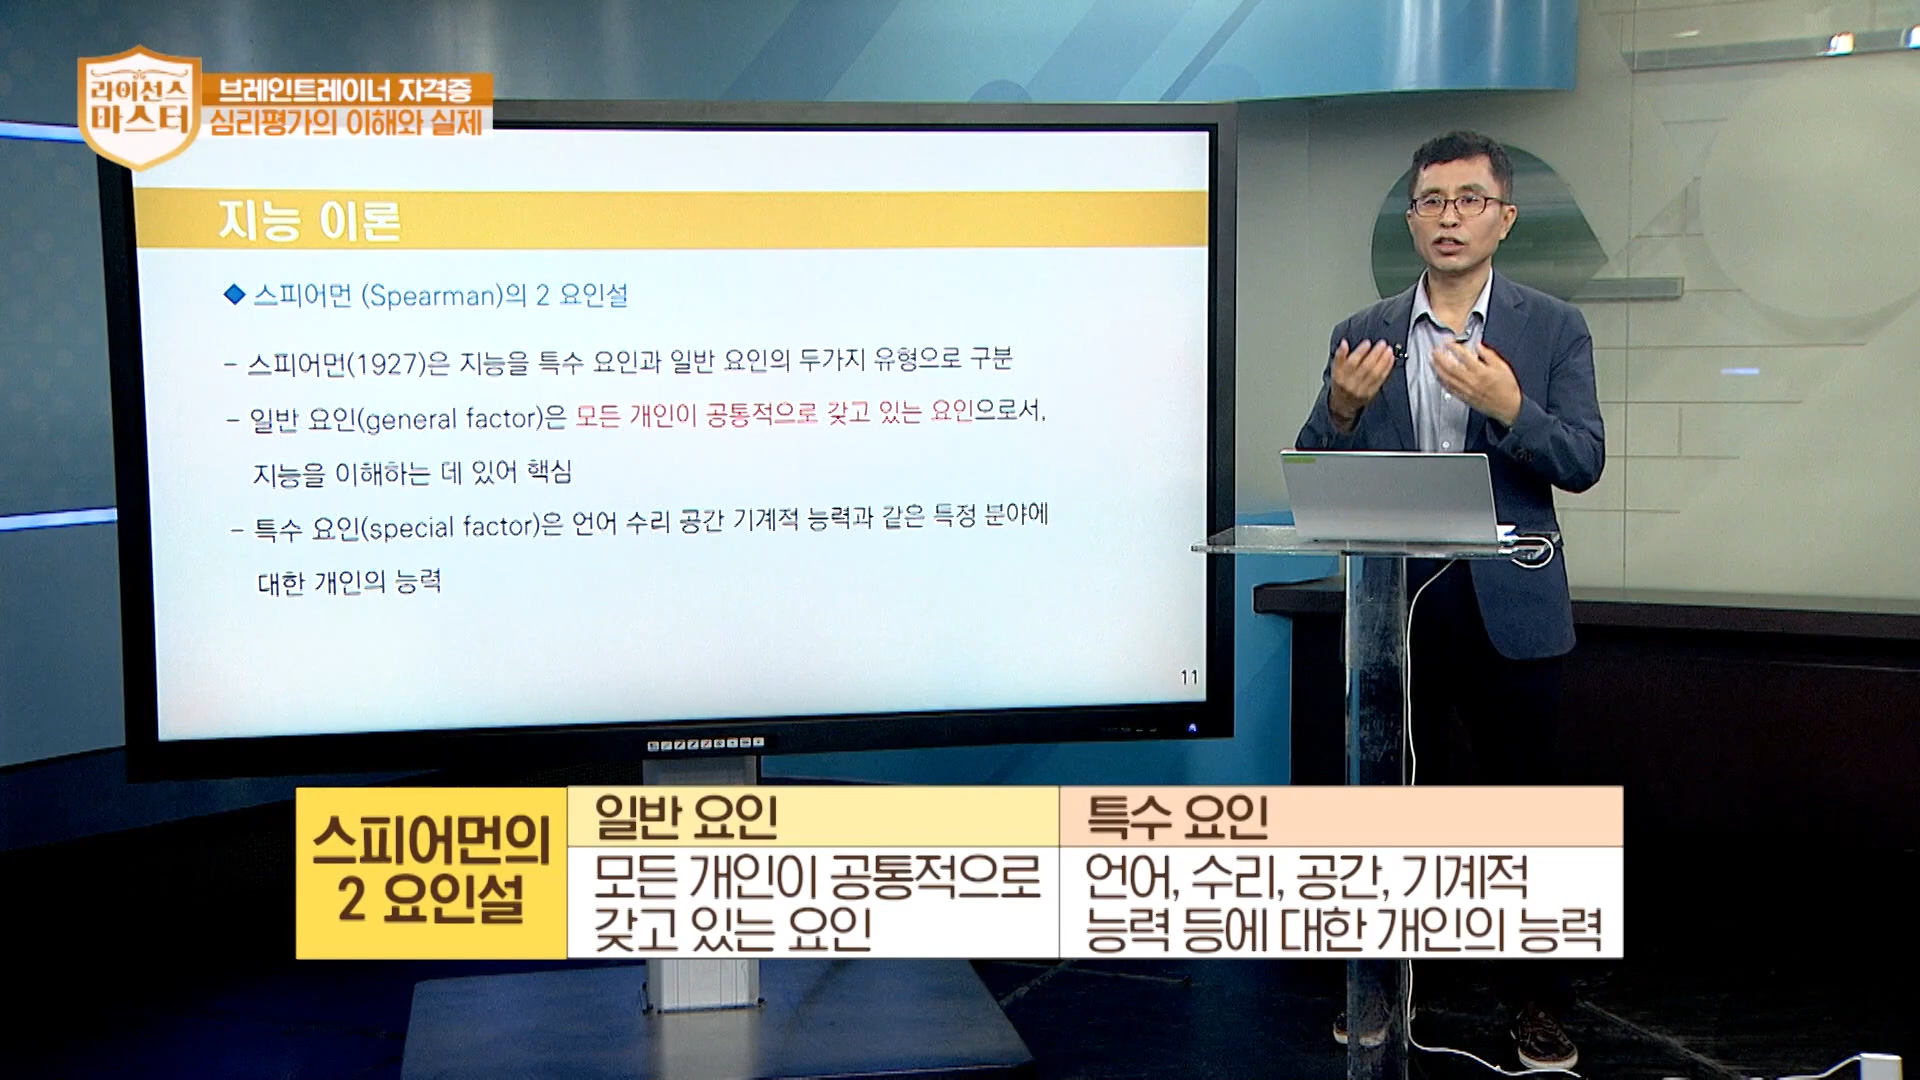 라이선스
마스터
브레인트레이너 자격증
심리평가의 이해와 실제
지능 이론
◆ 스피어먼 (Spearman)의 2 요인설
- 스피어먼(1927)은 지능을 특수 요인과 일반 요인의 두가지 유형으로 구분
- 일반 요인(general factor)은 모든 개인이 공통적으로 갖고 있는 요인으로서,
지능을 이해하는 데 있어 핵심
- 특수 요인(special factor)은 언어 수리 공간 기계적 능력과 같은 특정 분야에
대한 개인의 능력
11
스피어먼의
2 요인설
일반 요인
모든 개인이 공통적으로
갖고 있는 요인
특수 요인
언어, 수리, 공간, 기계적
능력 등에 대한 개인의 능력